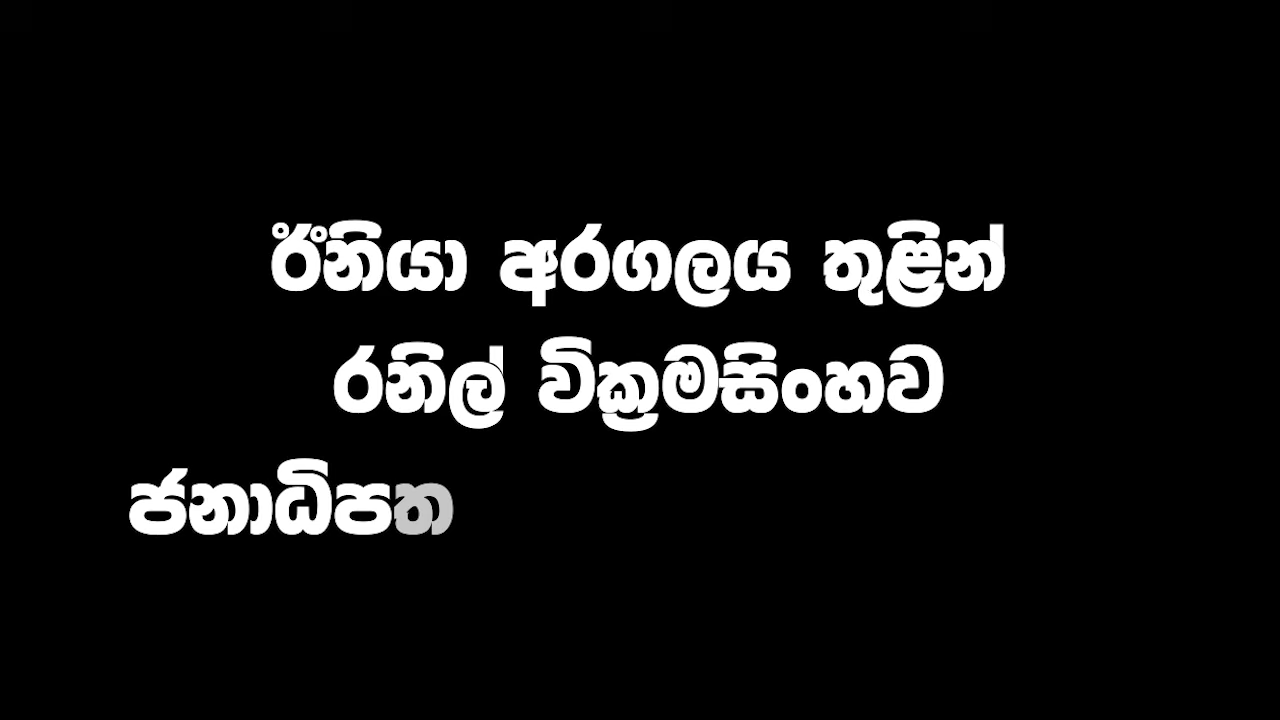 ඊනියා අරගලය තුළින්
රනිල් වික්‍රමසිංහව
ජනාධිපත